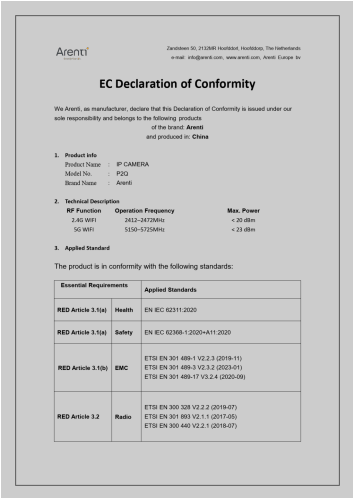 Arenti
Zandsteen 50, 2132MR Hoofddorf, Hoofddorp, The Netherlands
e-mail: info@arenti.com, www.arenti.com, Arenti Europe bv
EC Declaration of Conformity
We Arenti, as manufacturer, declare that this Declaration of Conformity is issued under our
sole responsibility and belongs to the following products
of the brand: Arenti
and produced in: China
1. Product info
Product Name : IP CAMERA
Model No. : P2Q
Brand Name : Arenti
2. Technical Description
RF Function Operation Frequency Max. Power
2.4G WIFI 2412–2472MHz < 20 dBm
5G WIFI 5150–5725MHz < 23 dBm
3. Applied Standard
The product is in conformity with the following standards:
Essential Requirements Applied Standards
RED Article 3.1(a) Health EN IEC 62311:2020
RED Article 3.1(a) Safety EN IEC 62368-1:2020+A11:2020
RED Article 3.1(b) EMC
ETSI EN 301 489-1 V2.2.3 (2019-11)
ETSI EN 301 489-3 V2.3.2 (2023-01)
ETSI EN 301 489-17 V3.2.4 (2020-09)
RED Article 3.2 Radio
ETSI EN 300 328 V2.2.2 (2019-07)
ETSI EN 301 893 V2.1.1 (2017-05)
ETSI EN 300 440 V2.2.1 (2018-07)